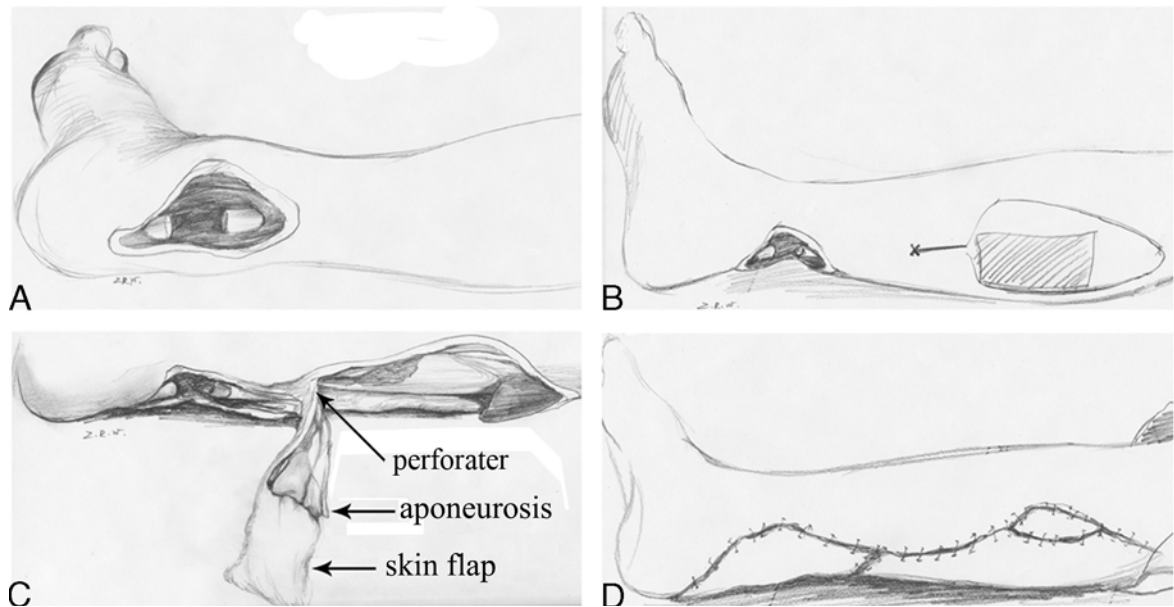 A
Z.R.W.
B
Z.R.W.
C
Z.R.W.
perforater
aponeurosis
skin flap
D